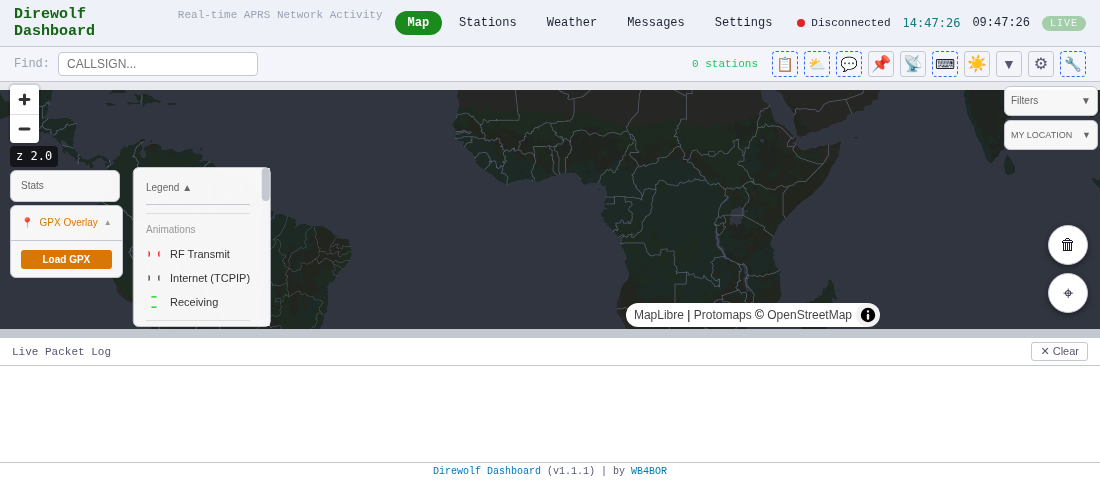 Direwolf
Dashboard
Real-time APRS Network Activity
Map
Stations
Weather
Messages
Settings
Disconnected
14:47:26
09:47:26
LIVE
Find:
CALLSIGN...
0 stations
Filters ▼
MY LOCATION ▼
+
−
z 2.0
Stats
GPX Overlay ▲
Load GPX
Legend ▲
Animations
RF Transmit
Internet (TCPIP)
Receiving
MapLibre | Protomaps © OpenStreetMap
Live Packet Log
✕ Clear
Direwolf Dashboard (v1.1.1) | by WB4BOR